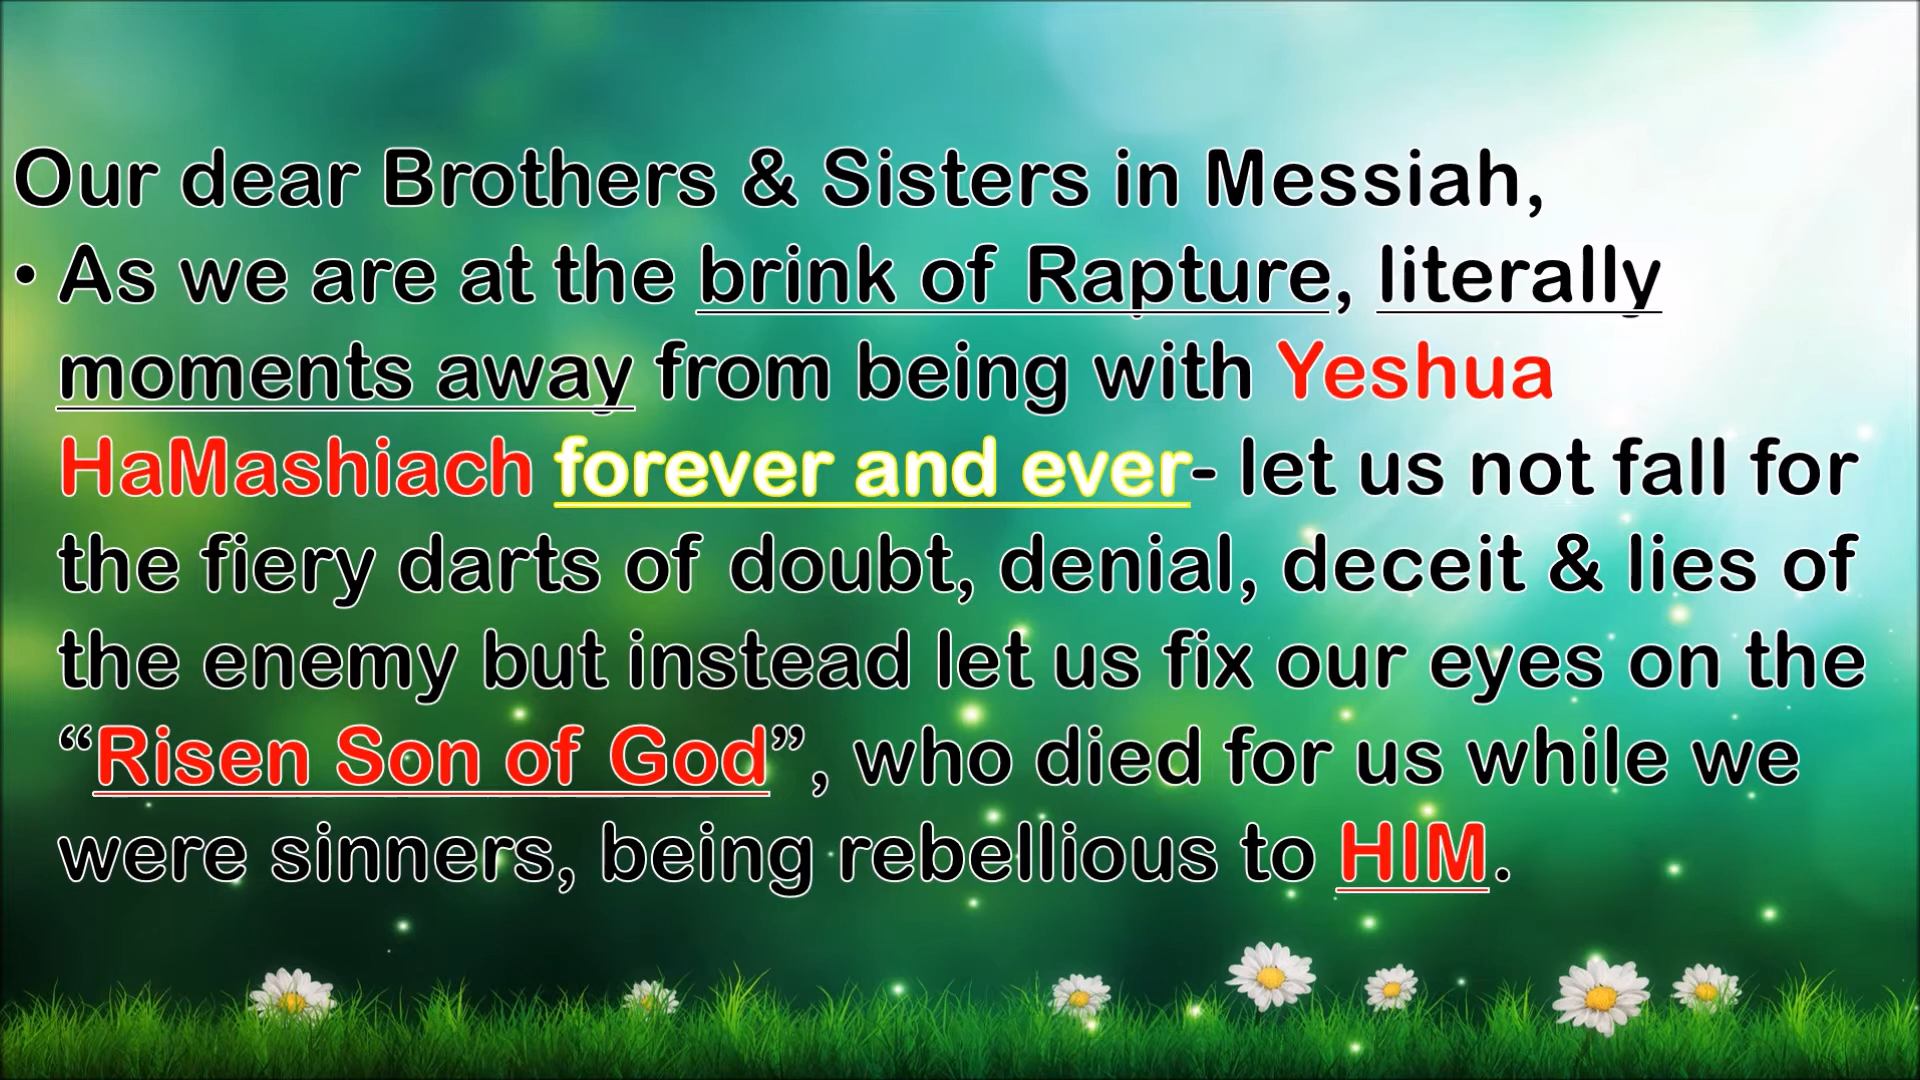 Our dear Brothers & Sisters in Messiah,
• As we are at the brink of Rapture, literally
moments away from being with Yeshua
HaMashiach forever and ever- let us not fall for
the fiery darts of doubt, denial, deceit & lies of
the enemy but instead let us fix our eyes on the
“Risen Son of God”, who died for us while we
were sinners, being rebellious to HIM.